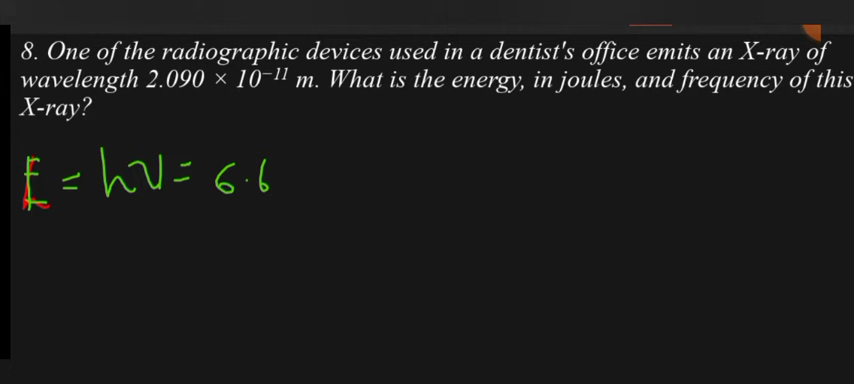 8. One of the radiographic devices used in a dentist's office emits an X-ray of
wavelength 2.090 × 10⁻¹¹ m. What is the energy, in joules, and frequency of this
X-ray?
E = hν = 6.6